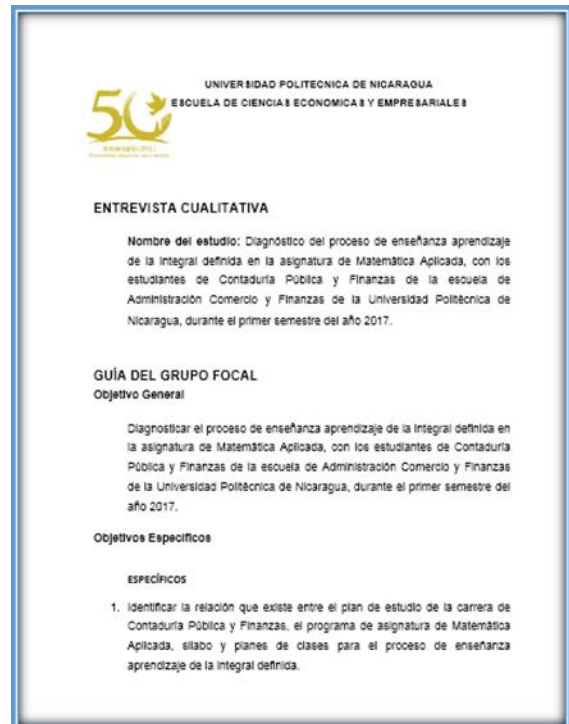 UNIVERSIDAD POLITECNICA DE NICARAGUA
ESCUELA DE CIENCIAS ECONOMICAS Y EMPRESARIALES
50
ENTREVISTA CUALITATIVA
Nombre del estudio: Diagnóstico del proceso de enseñanza aprendizaje
de la integral definida en la asignatura de Matemática Aplicada, con los
estudiantes de Contaduría Pública y Finanzas de la escuela de
Administración Comercio y Finanzas de la Universidad Politécnica de
Nicaragua, durante el primer semestre del año 2017.
GUÍA DEL GRUPO FOCAL
Objetivo General
Diagnosticar el proceso de enseñanza aprendizaje de la integral definida en
la asignatura de Matemática Aplicada, con los estudiantes de Contaduría
Pública y Finanzas de la escuela de Administración Comercio y Finanzas
de la Universidad Politécnica de Nicaragua, durante el primer semestre del
año 2017.
Objetivos Específicos
ESPECÍFICOS
1. Identificar la relación que existe entre el plan de estudio de la carrera de
Contaduría Pública y Finanzas, el programa de asignatura de Matemática
Aplicada, sílabo y planes de clases para el proceso de enseñanza
aprendizaje de la integral definida.